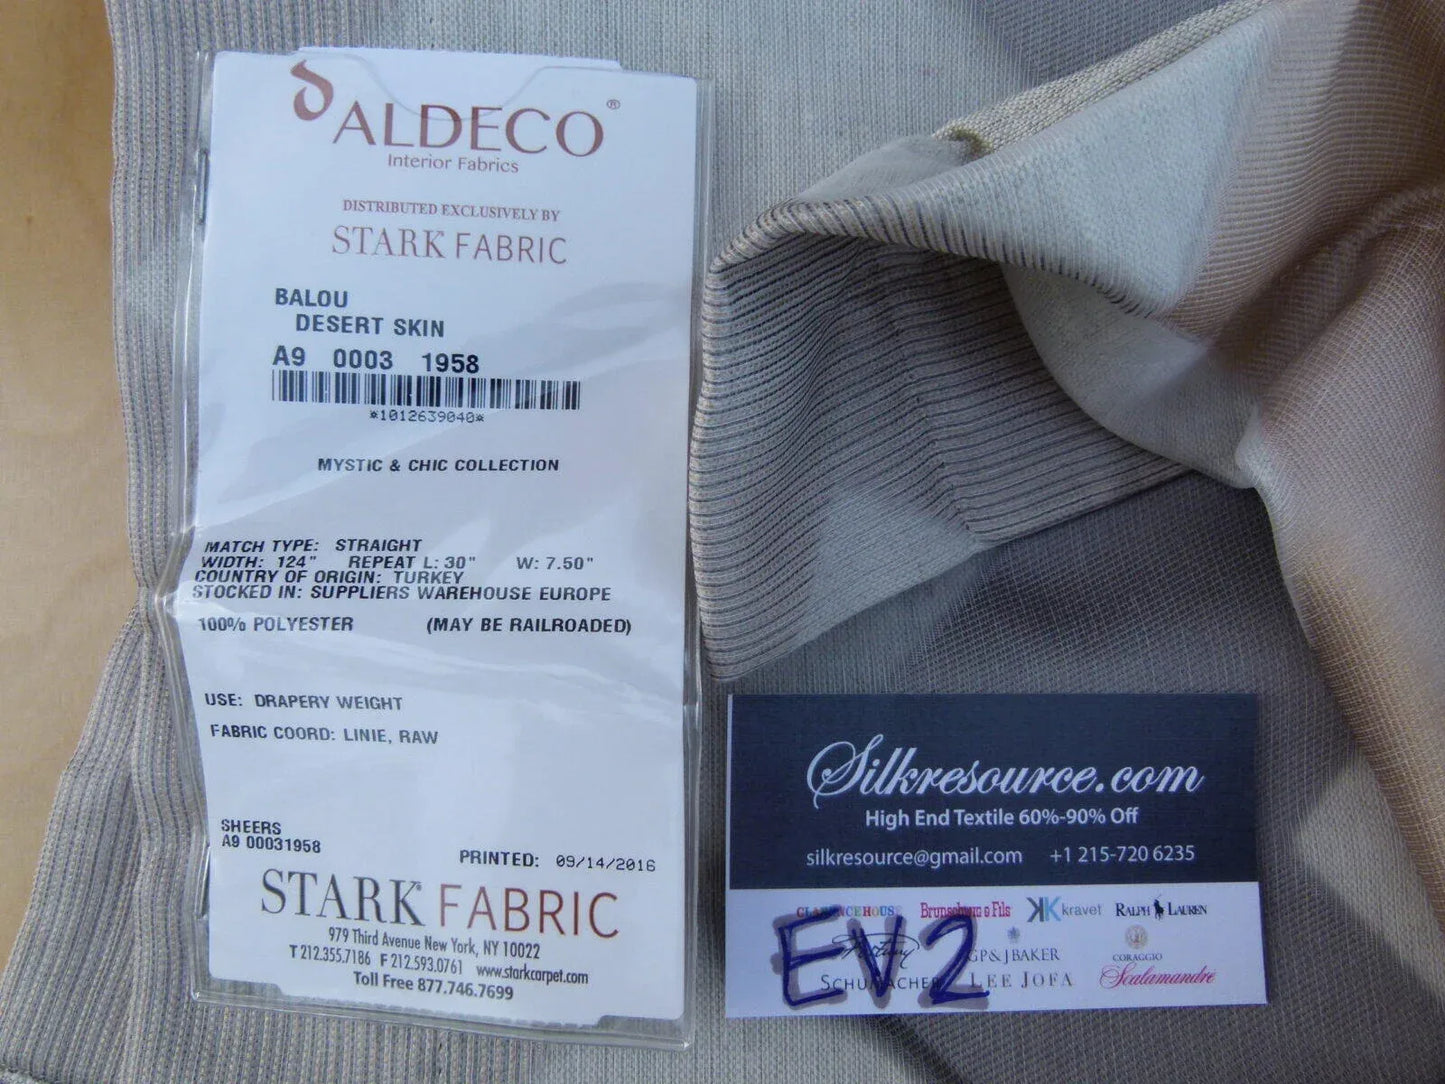 ALDECO®
Interior Fabrics
DISTRIBUTED EXCLUSIVELY BY
STARK FABRIC
BALOU
DESERT SKIN
A9 0003 1958
*1012639040*
MYSTIC & CHIC COLLECTION
MATCH TYPE: STRAIGHT
WIDTH: 124" REPEAT L: 30" W: 7.50"
COUNTRY OF ORIGIN: TURKEY
STOCKED IN: SUPPLIERS WAREHOUSE EUROPE
100% POLYESTER (MAY BE RAILROADED)
USE: DRAPERY WEIGHT
FABRIC COORD: LINIE, RAW
SHEERS
A9 00031958
PRINTED: 09/14/2016
STARK® FABRIC
979 Third Avenue New York, NY 10022
T 212.355.7186 F 212.593.0761 www.starkcarpet.com
Toll Free 877.746.7699
Silkresource.com
High End Textile 60%-90% Off
silkresource@gmail.com +1 215-720 6235
CLARENCEHOUSE Brunschwig & Fils kravet RALPH LAUREN
EV2
GP&JBAKER CORAGGIO
SCHUMACHER LEE JOFA Scalamandré